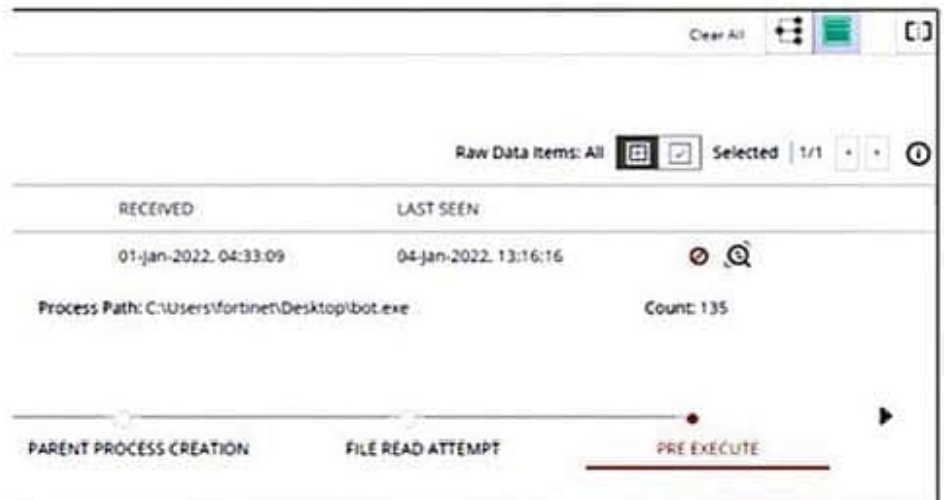 Clear All
Raw Data Items: All Selected 1/1
RECEIVED LAST SEEN
01-Jan-2022, 04:33:09 04-Jan-2022, 13:16:16
Process Path: C:\Users\fortinet\Desktop\bot.exe Count: 135
PARENT PROCESS CREATION FILE READ ATTEMPT PRE EXECUTE